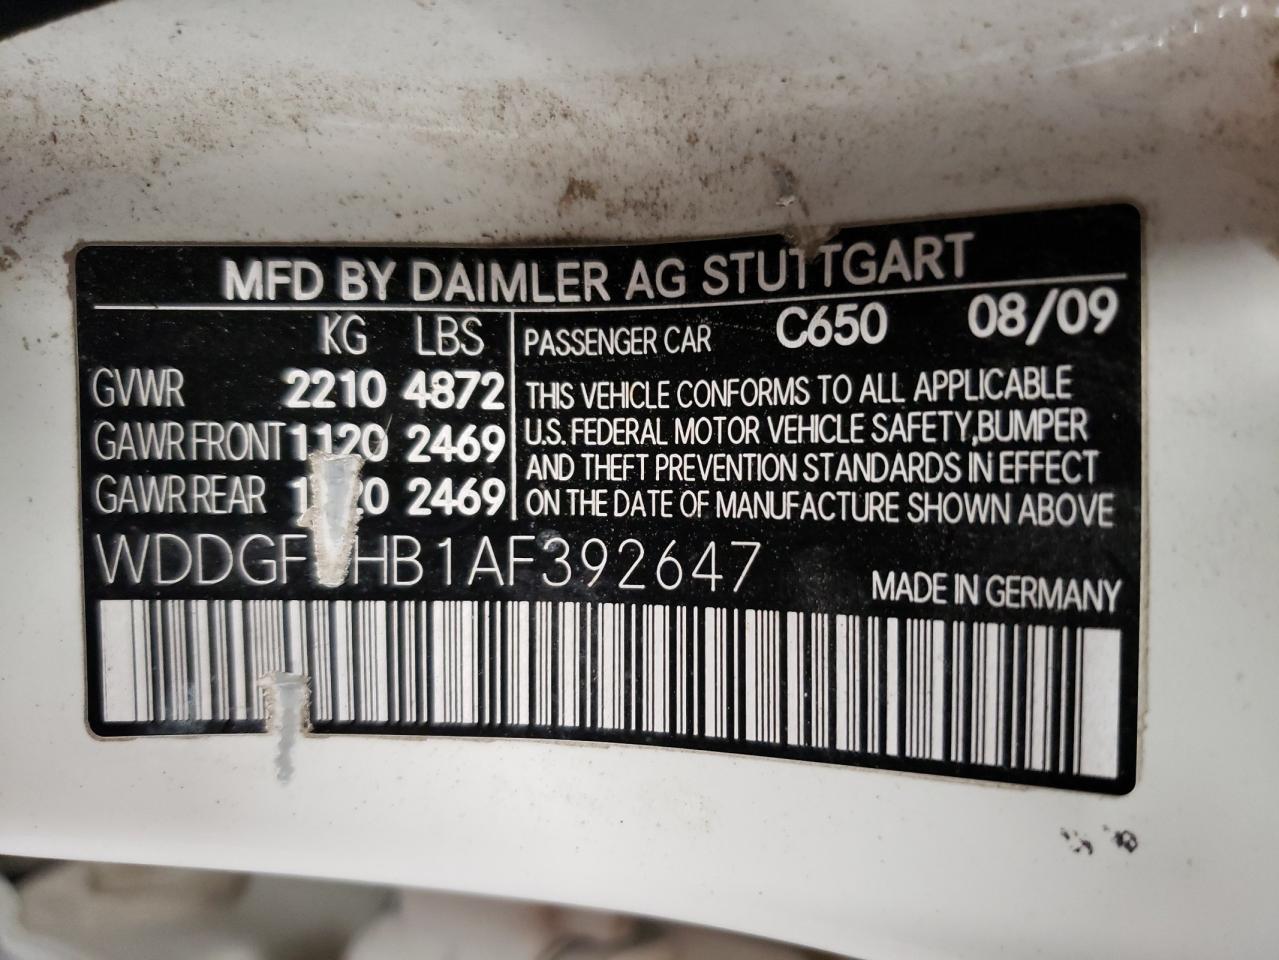 MFD BY DAIMLER AG STUTTGART
KG LBS
GVWR 2210 4872
GAWR FRONT 1120 2469
GAWR REAR 2469
PASSENGER CAR C650 08/09
THIS VEHICLE CONFORMS TO ALL APPLICABLE
U.S. FEDERAL MOTOR VEHICLE SAFETY,BUMPER
AND THEFT PREVENTION STANDARDS IN EFFECT
ON THE DATE OF MANUFACTURE SHOWN ABOVE
MADE IN GERMANY